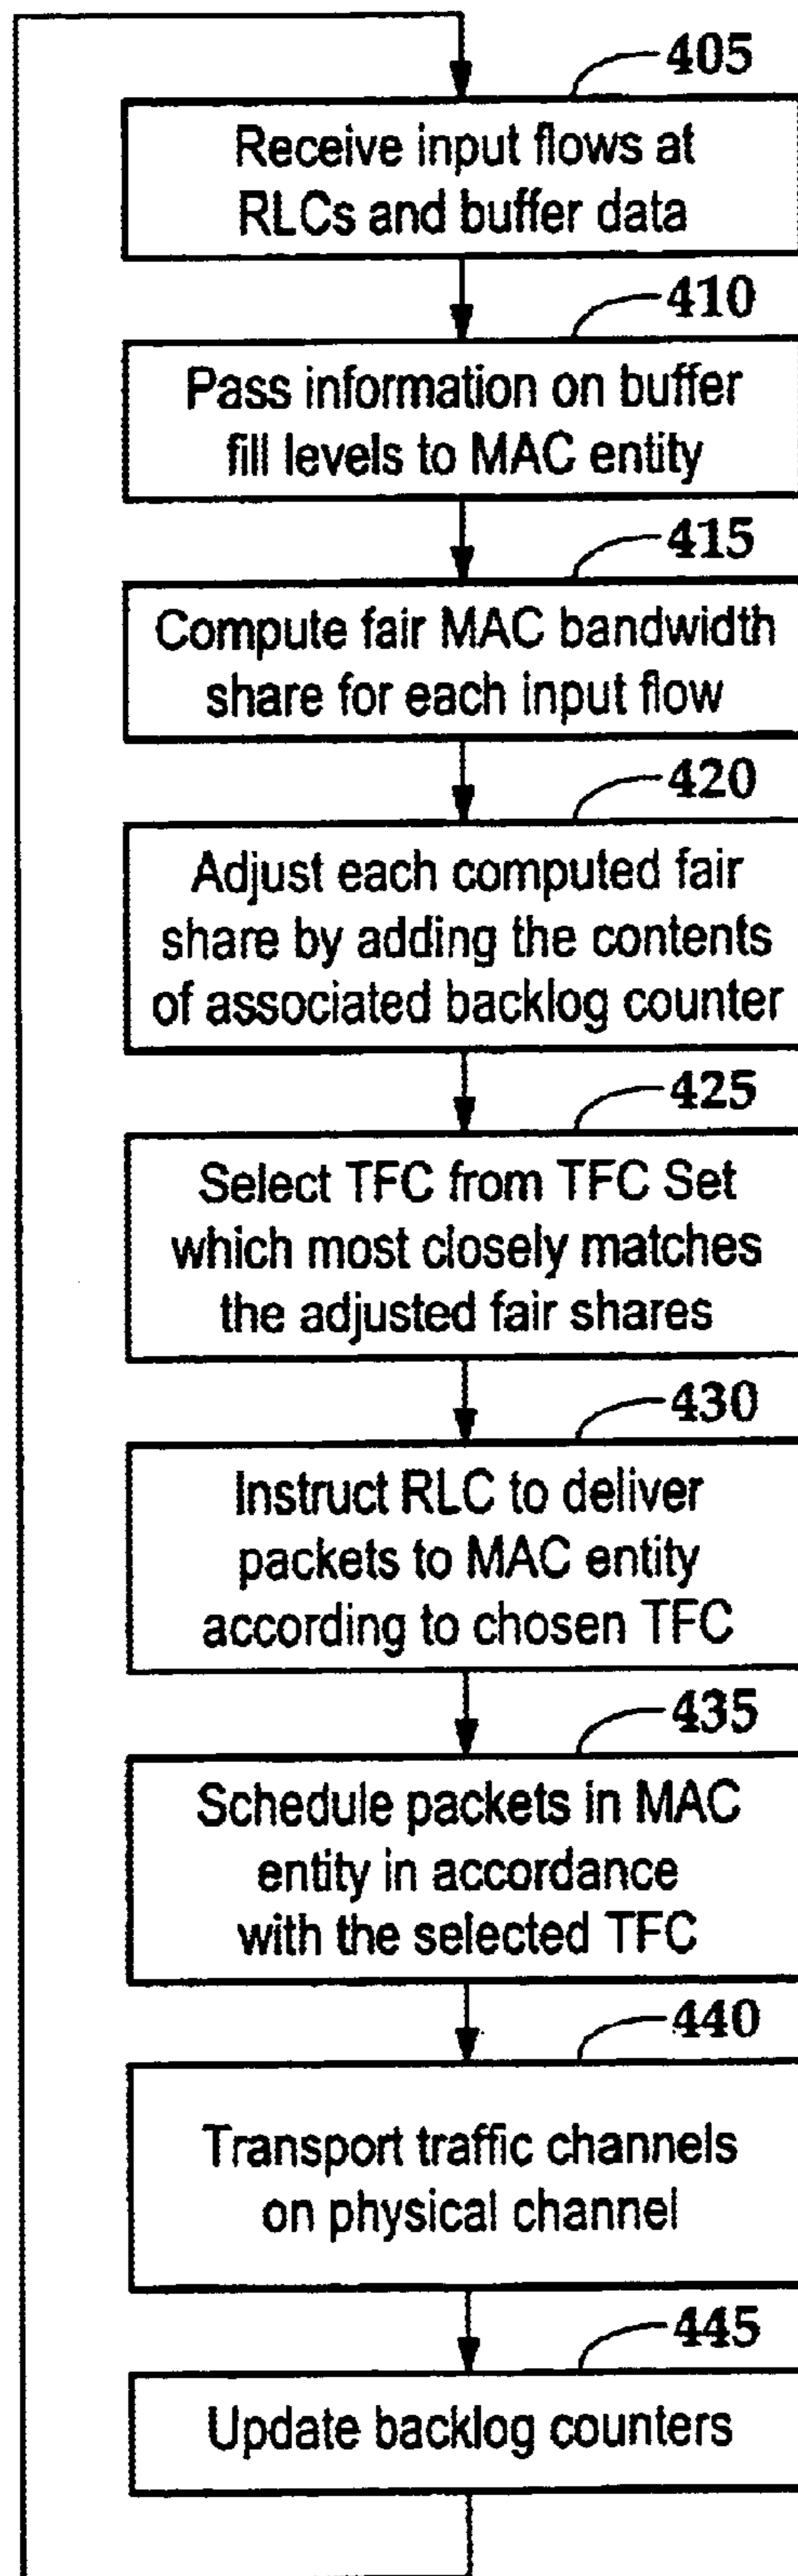 405
Receive input flows at
RLCs and buffer data
410
Pass information on buffer
fill levels to MAC entity
415
Compute fair MAC bandwidth
share for each input flow
420
Adjust each computed fair
share by adding the contents
of associated backlog counter
425
Select TFC from TFC Set
which most closely matches
the adjusted fair shares
430
Instruct RLC to deliver
packets to MAC entity
according to chosen TFC
435
Schedule packets in MAC
entity in accordance
with the selected TFC
440
Transport traffic channels
on physical channel
445
Update backlog counters